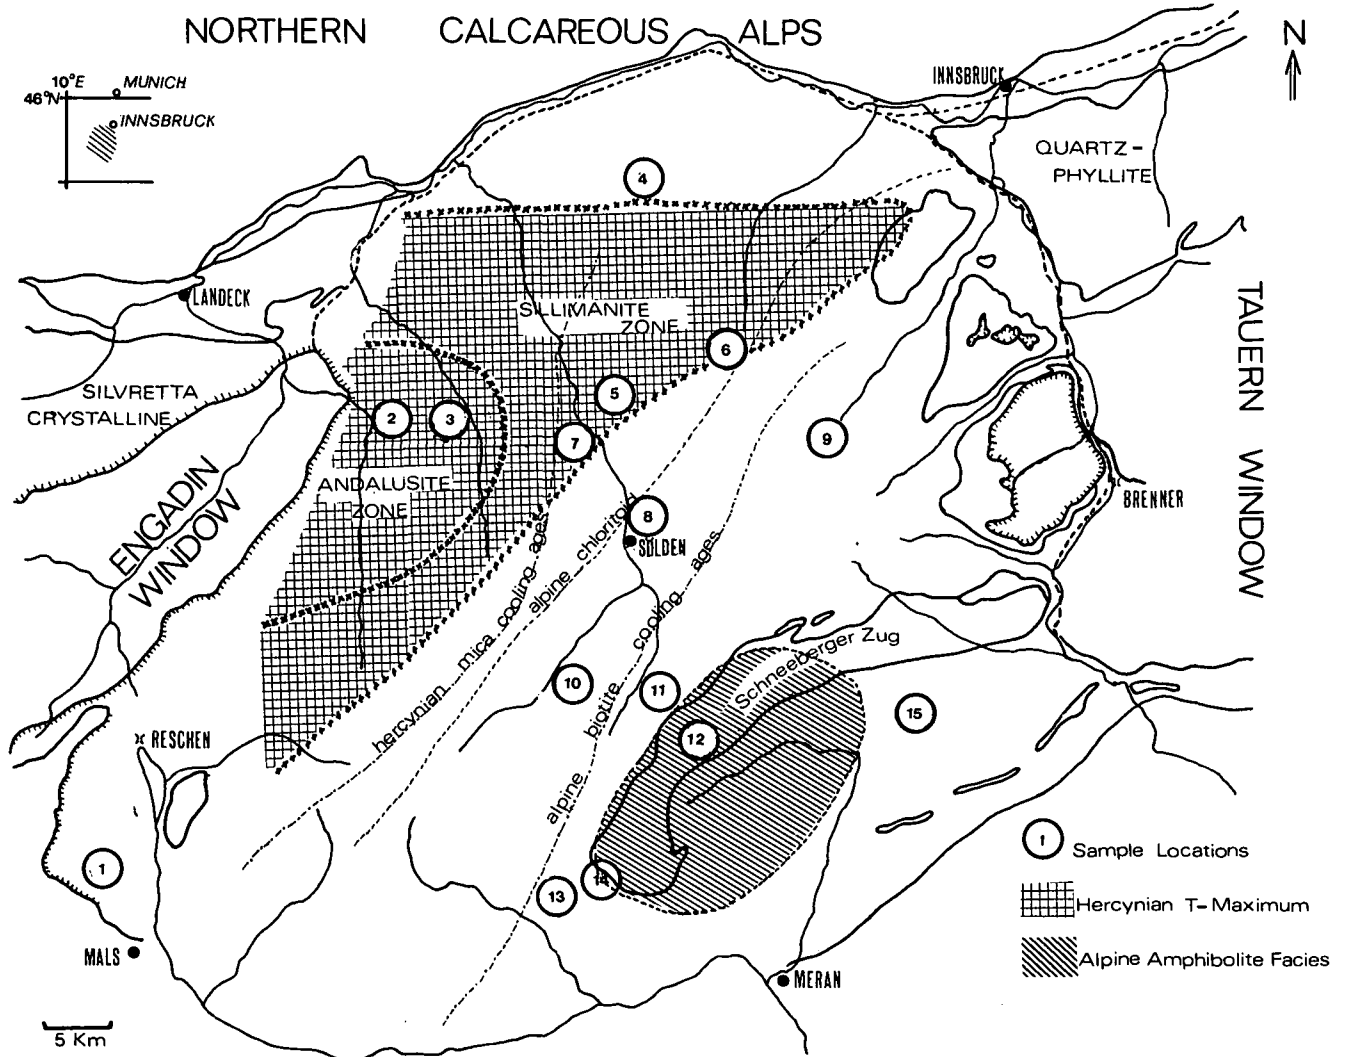 NORTHERN CALCAREOUS ALPS
N
10°E
MUNICH
46°N
INNSBRUCK
INNSBRUCK
QUARTZ-
PHYLLITE
4
LANDECK
SILLIMANITE
ZONE
TAUERN WINDOW
6
SILVRETTA
CRYSTALLINE
5
2
3
7
9
ANDALUSITE
ZONE
ENGADIN
WINDOW
BRENNER
8
SÖLDEN
hercynian mica cooling ages
alpine chloritoid
alpine biotite cooling ages
Schneeberger Zug
10
11
12
15
RESCHEN
1
13
14
MALS
MERAN
5 Km
1 Sample Locations
Hercynian T-Maximum
Alpine Amphibolite Facies